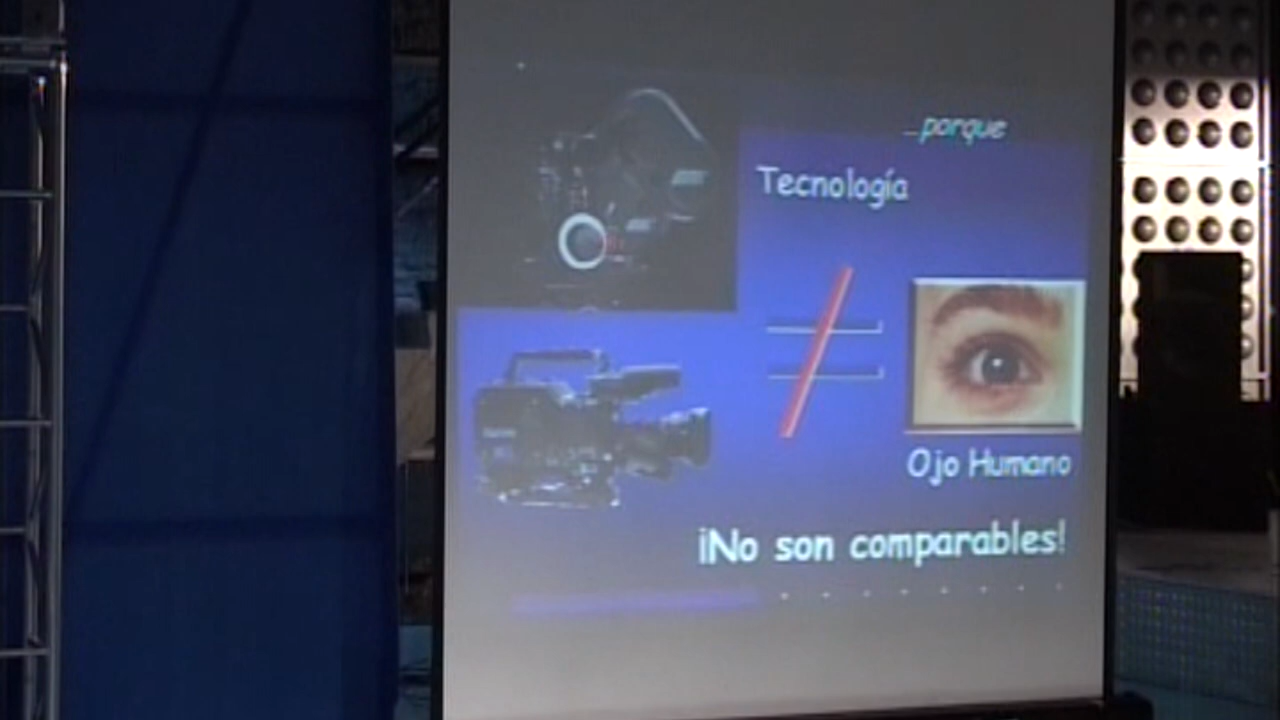 ...porque
Tecnología
Ojo Humano
¡No son comparables!